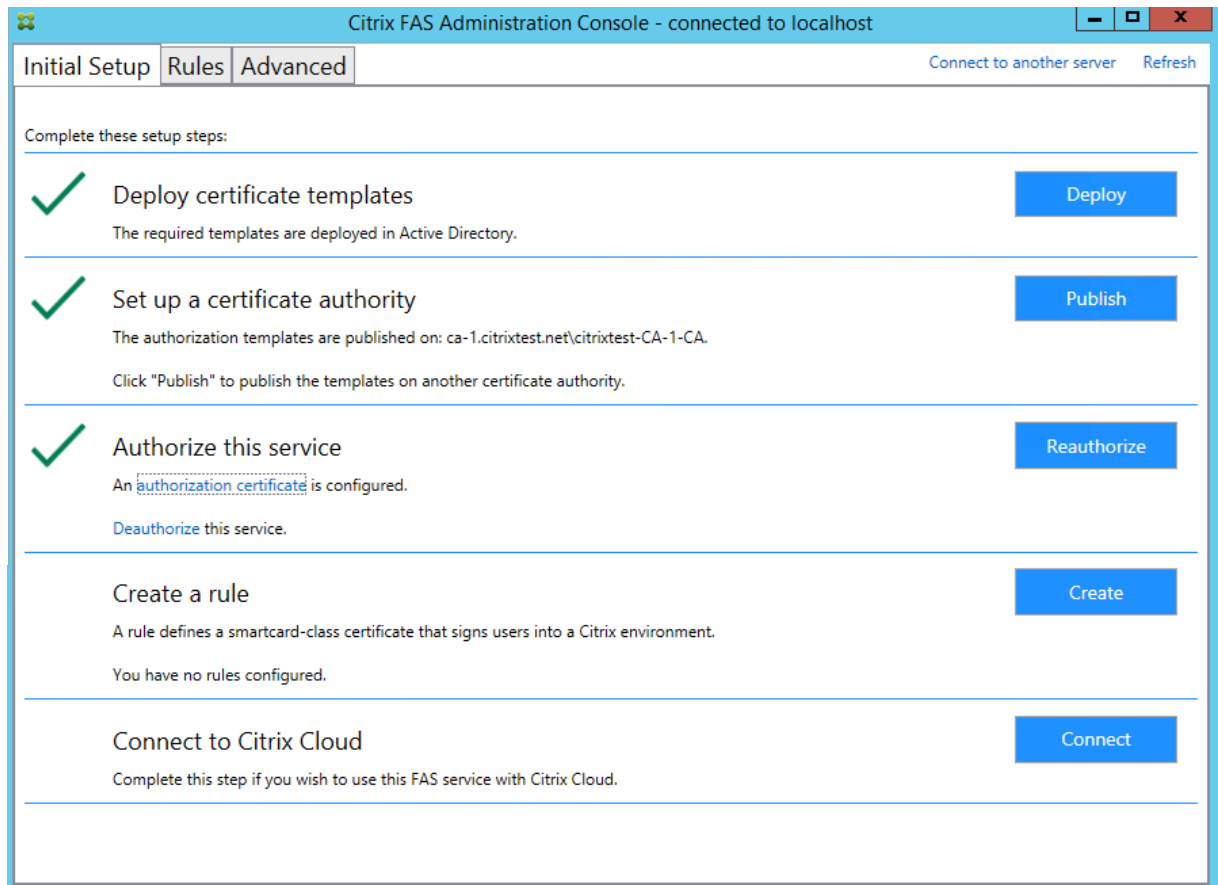 Citrix FAS Administration Console - connected to localhost
Initial Setup Rules Advanced Connect to another server Refresh
Complete these setup steps:
Deploy certificate templates
Deploy
The required templates are deployed in Active Directory.
Set up a certificate authority
Publish
The authorization templates are published on: ca-1.citrixtest.net\citrixtest-CA-1-CA.
Click "Publish" to publish the templates on another certificate authority.
Authorize this service
Reauthorize
An authorization certificate is configured.
Deauthorize this service.
Create a rule
Create
A rule defines a smartcard-class certificate that signs users into a Citrix environment.
You have no rules configured.
Connect to Citrix Cloud
Connect
Complete this step if you wish to use this FAS service with Citrix Cloud.